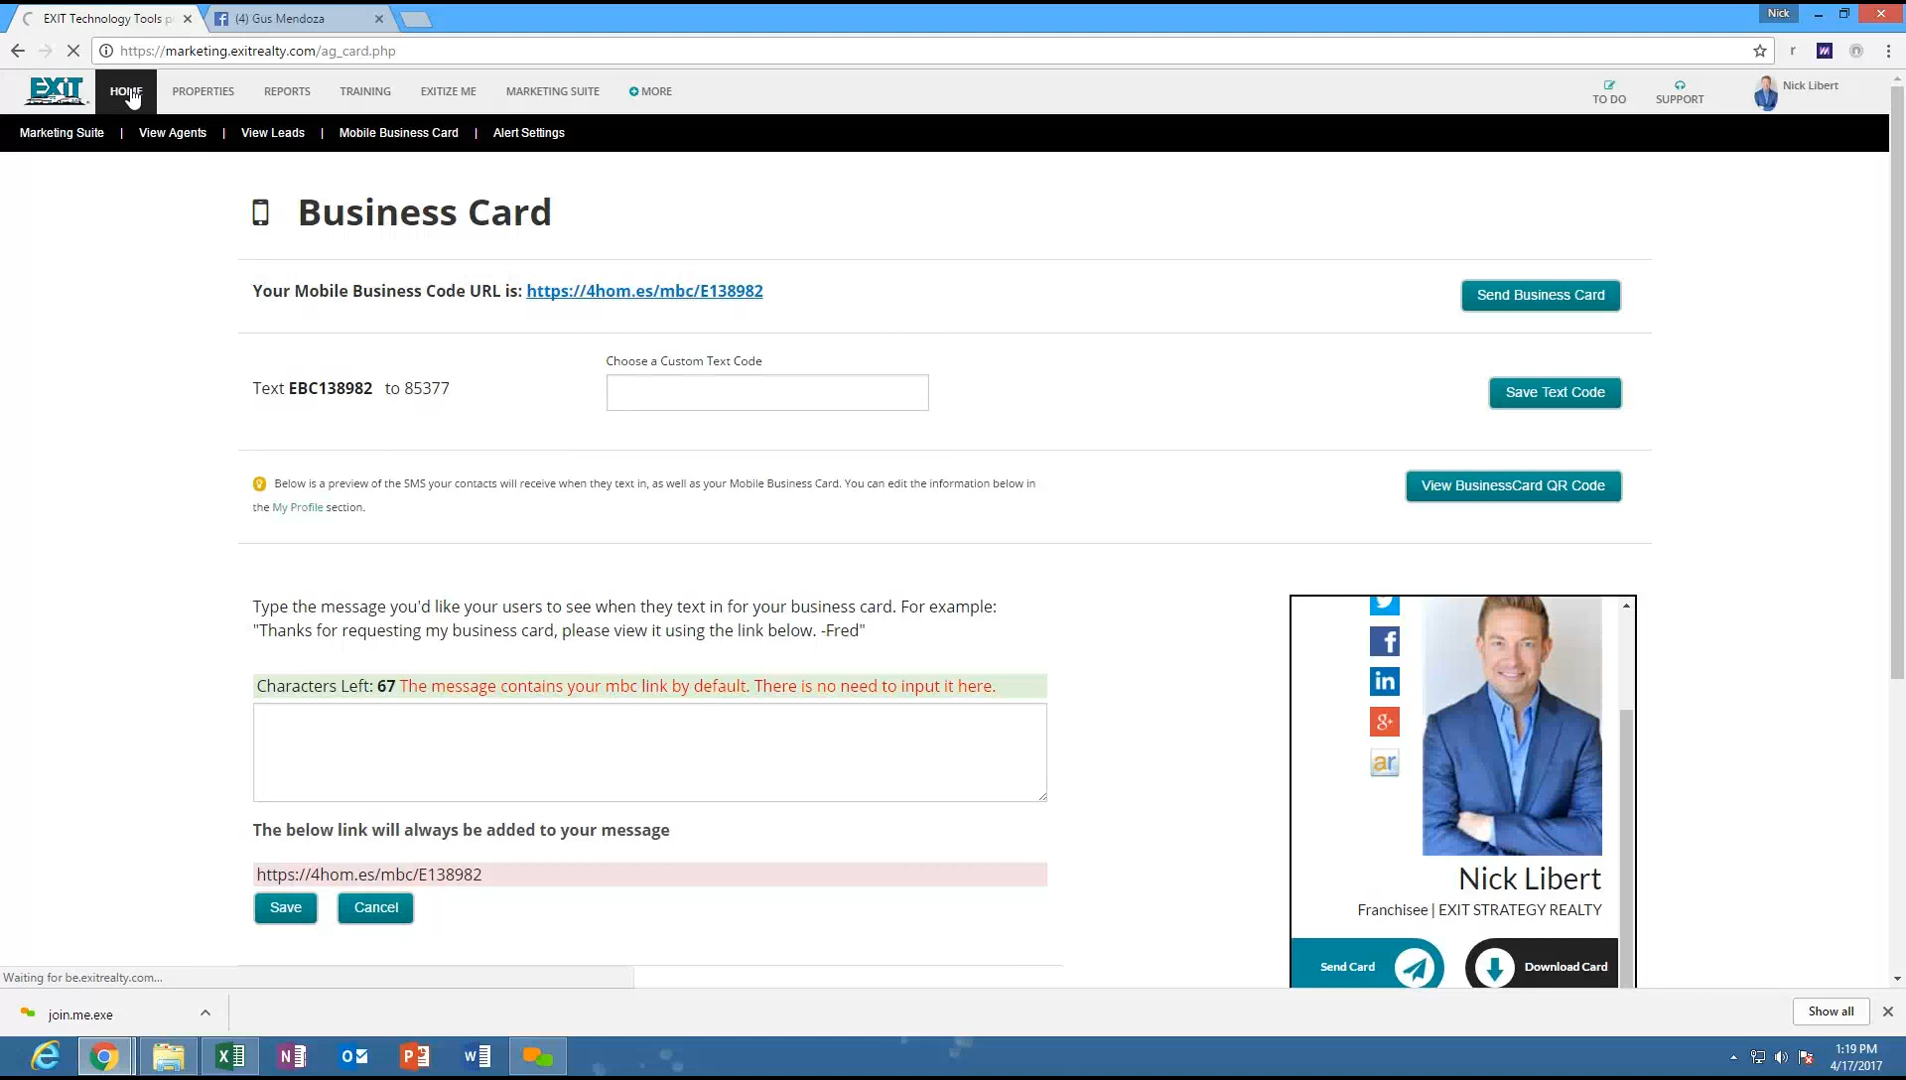 EXIT Technology Tools p
(4) Gus Mendoza
Nick
https://marketing.exitrealty.com/ag_card.php
EXIT
HOME
PROPERTIES
REPORTS
TRAINING
EXITIZE ME
MARKETING SUITE
MORE
TO DO
SUPPORT
Nick Libert
Marketing Suite | View Agents | View Leads | Mobile Business Card | Alert Settings
Business Card
Your Mobile Business Code URL is: https://4hom.es/mbc/E138982
Send Business Card
Choose a Custom Text Code
Text EBC138982 to 85377
Save Text Code
Below is a preview of the SMS your contacts will receive when they text in, as well as your Mobile Business Card. You can edit the information below in
the My Profile section.
View BusinessCard QR Code
Type the message you'd like your users to see when they text in for your business card. For example:
"Thanks for requesting my business card, please view it using the link below. -Fred"
Characters Left: 67 The message contains your mbc link by default. There is no need to input it here.
The below link will always be added to your message
https://4hom.es/mbc/E138982
Save
Cancel
f
in
g+
ar
Nick Libert
Franchisee | EXIT STRATEGY REALTY
Send Card
Download Card
Waiting for be.exitrealty.com...
join.me.exe
Show all
1:19 PM
4/17/2017